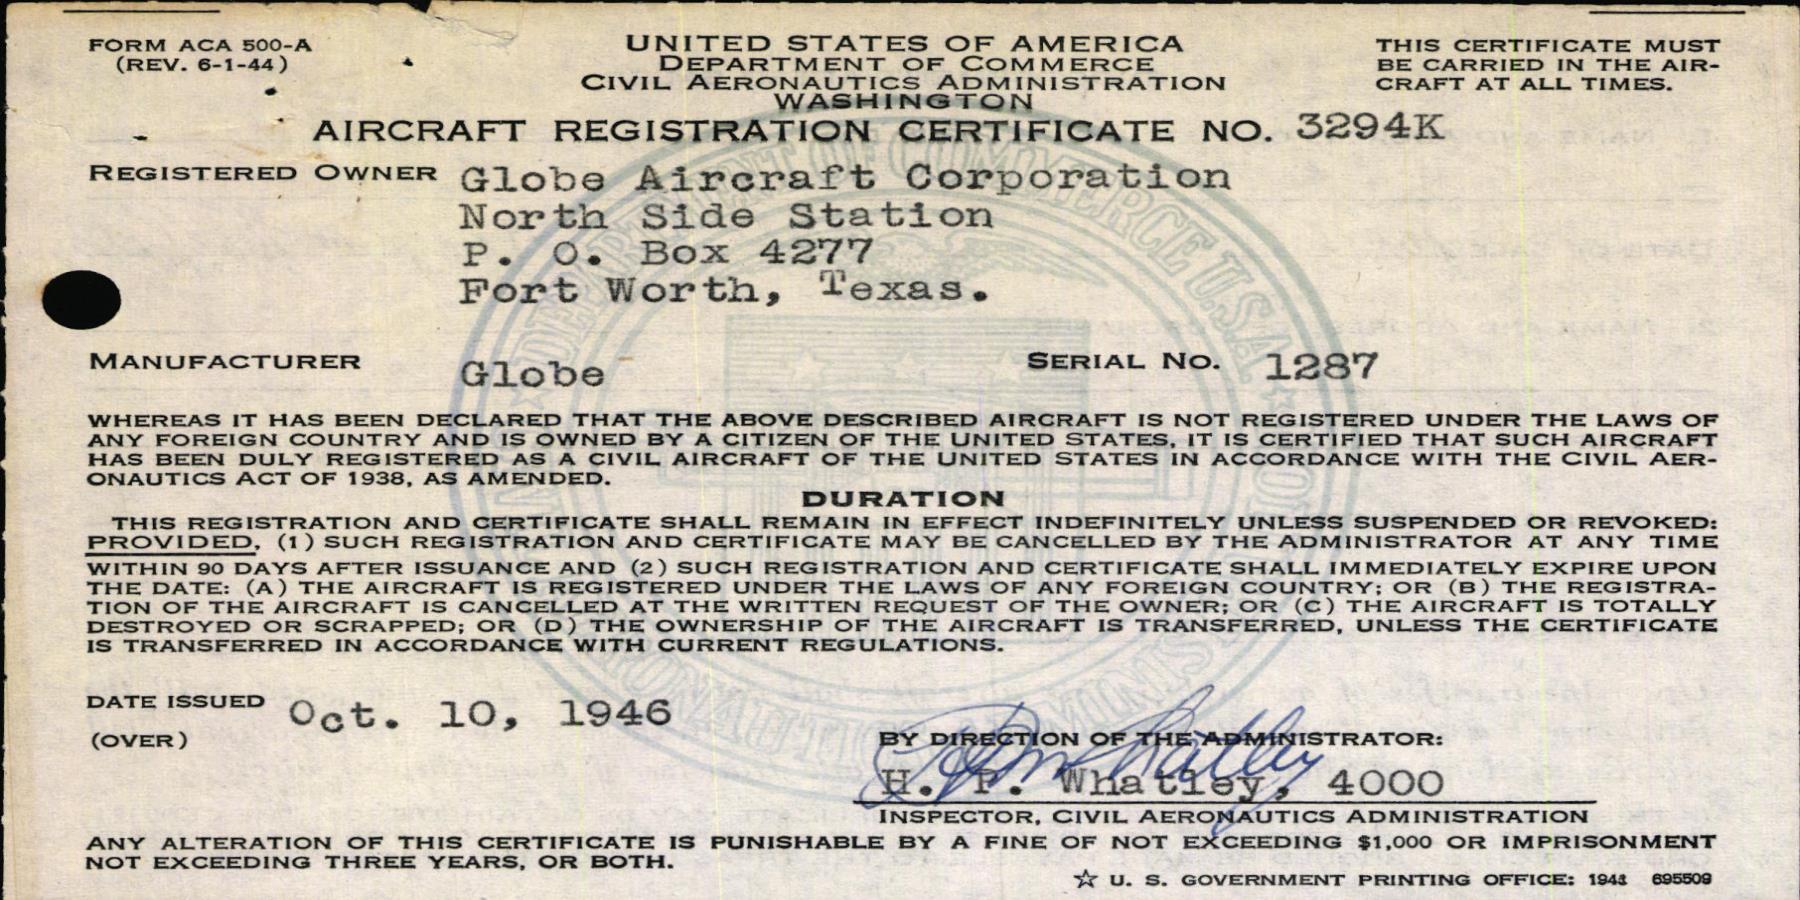 FORM ACA 500-A
(REV. 6-1-44)
UNITED STATES OF AMERICA
DEPARTMENT OF COMMERCE
CIVIL AERONAUTICS ADMINISTRATION
WASHINGTON
THIS CERTIFICATE MUST
BE CARRIED IN THE AIR-
CRAFT AT ALL TIMES.
AIRCRAFT REGISTRATION CERTIFICATE NO. 3294K
REGISTERED OWNER Globe Aircraft Corporation
North Side Station
P. O. Box 4277
Fort Worth, Texas.
MANUFACTURER Globe SERIAL NO. 1287
WHEREAS IT HAS BEEN DECLARED THAT THE ABOVE DESCRIBED AIRCRAFT IS NOT REGISTERED UNDER THE LAWS OF
ANY FOREIGN COUNTRY AND IS OWNED BY A CITIZEN OF THE UNITED STATES, IT IS CERTIFIED THAT SUCH AIRCRAFT
HAS BEEN DULY REGISTERED AS A CIVIL AIRCRAFT OF THE UNITED STATES IN ACCORDANCE WITH THE CIVIL AER-
ONAUTICS ACT OF 1938, AS AMENDED.
DURATION
THIS REGISTRATION AND CERTIFICATE SHALL REMAIN IN EFFECT INDEFINITELY UNLESS SUSPENDED OR REVOKED:
PROVIDED, (1) SUCH REGISTRATION AND CERTIFICATE MAY BE CANCELLED BY THE ADMINISTRATOR AT ANY TIME
WITHIN 90 DAYS AFTER ISSUANCE AND (2) SUCH REGISTRATION AND CERTIFICATE SHALL IMMEDIATELY EXPIRE UPON
THE DATE: (A) THE AIRCRAFT IS REGISTERED UNDER THE LAWS OF ANY FOREIGN COUNTRY; OR (B) THE REGISTRA-
TION OF THE AIRCRAFT IS CANCELLED AT THE WRITTEN REQUEST OF THE OWNER; OR (C) THE AIRCRAFT IS TOTALLY
DESTROYED OR SCRAPPED; OR (D) THE OWNERSHIP OF THE AIRCRAFT IS TRANSFERRED, UNLESS THE CERTIFICATE
IS TRANSFERRED IN ACCORDANCE WITH CURRENT REGULATIONS.
DATE ISSUED Oct. 10, 1946
(OVER)
BY DIRECTION OF THE ADMINISTRATOR:
H. P. Whatley, 4000
INSPECTOR, CIVIL AERONAUTICS ADMINISTRATION
ANY ALTERATION OF THIS CERTIFICATE IS PUNISHABLE BY A FINE OF NOT EXCEEDING $1,000 OR IMPRISONMENT
NOT EXCEEDING THREE YEARS, OR BOTH.
☆ U. S. GOVERNMENT PRINTING OFFICE: 1944 695509